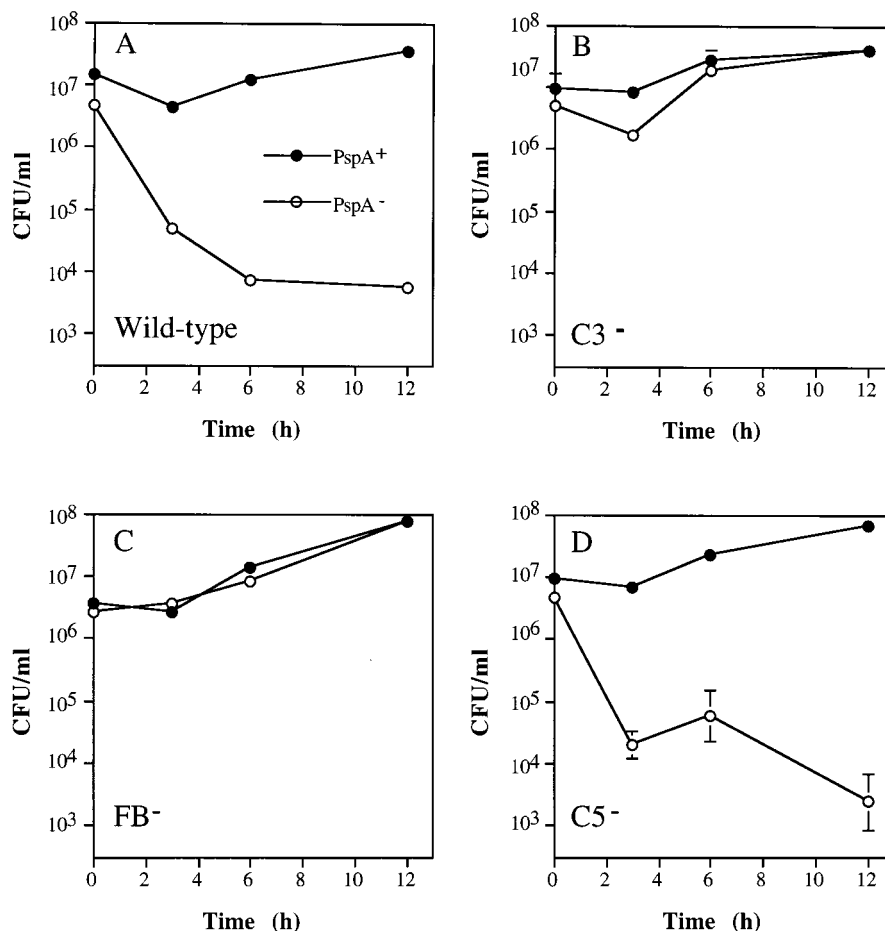 A
10⁸
10⁷
10⁶
10⁵
10⁴
10³
CFU/ml
PspA⁺
PspA⁻
Wild-type
0 2 4 6 8 10 12
Time (h)
B
10⁸
10⁷
10⁶
10⁵
10⁴
10³
CFU/ml
C3⁻
0 2 4 6 8 10 12
Time (h)
C
10⁸
10⁷
10⁶
10⁵
10⁴
10³
CFU/ml
FB⁻
0 2 4 6 8 10 12
Time (h)
D
10⁸
10⁷
10⁶
10⁵
10⁴
10³
CFU/ml
C5⁻
0 2 4 6 8 10 12
Time (h)